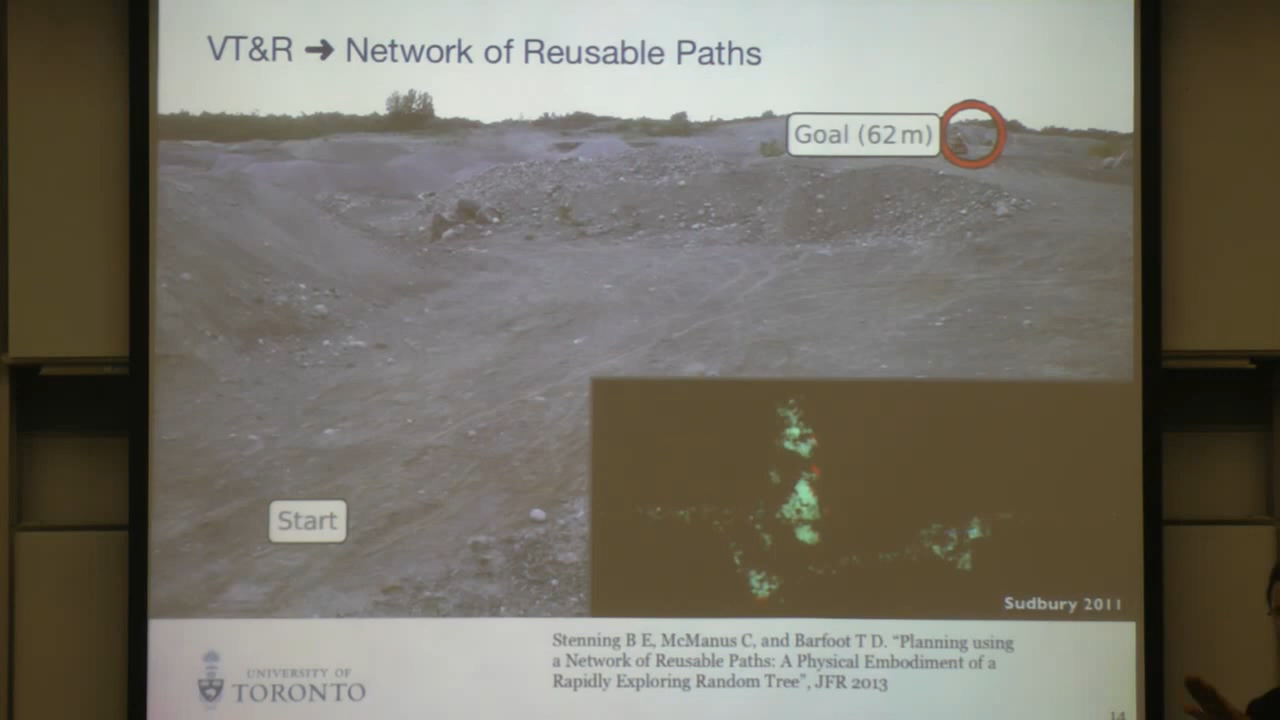 VT&R ➔ Network of Reusable Paths
Goal (62 m)
Start
Sudbury 2011
Stenning B E, McManus C, and Barfoot T D. “Planning using
a Network of Reusable Paths: A Physical Embodiment of a
Rapidly Exploring Random Tree”, JFR 2013
UNIVERSITY OF
TORONTO
14